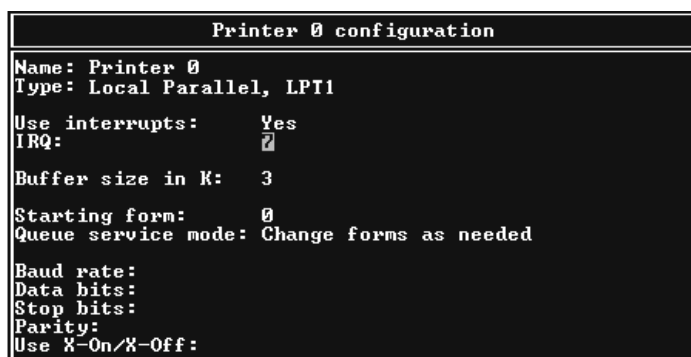 Printer 0 configuration
Name: Printer 0
Type: Local Parallel, LPT1
Use interrupts: Yes
IRQ: 7
Buffer size in K: 3
Starting form: 0
Queue service mode: Change forms as needed
Baud rate:
Data bits:
Stop bits:
Parity:
Use X-On/X-Off: